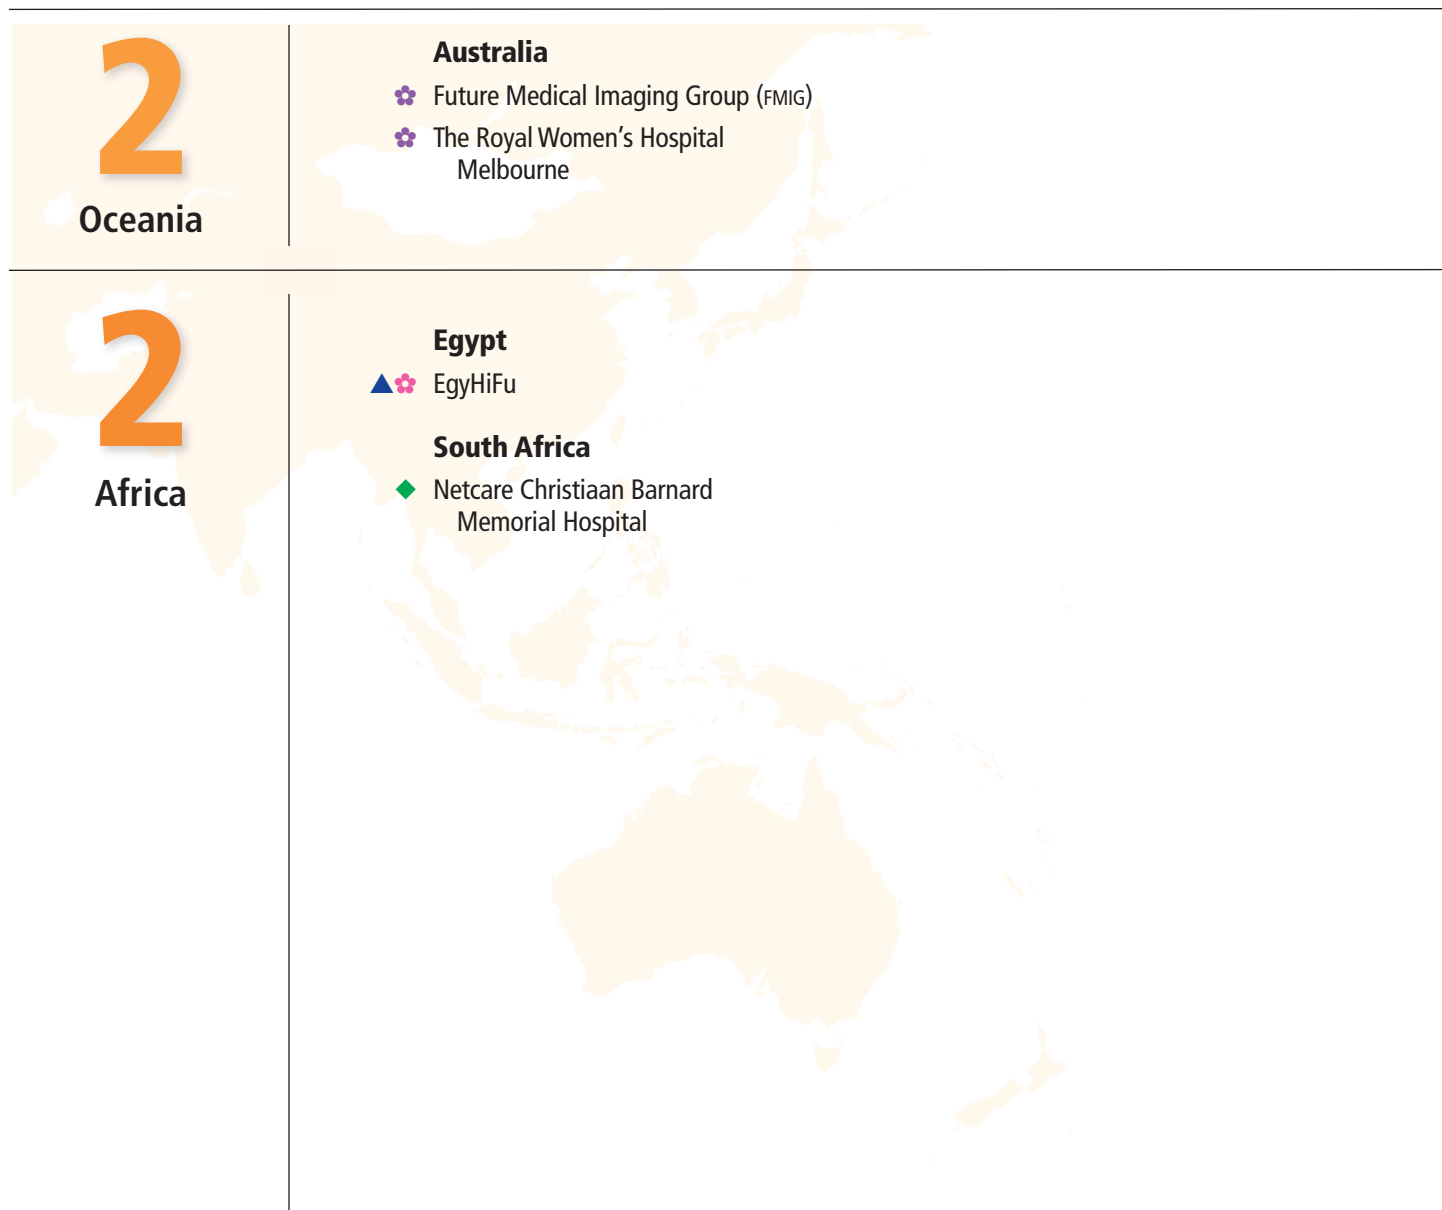 2
Oceania
Australia
Future Medical Imaging Group (FMIG)
The Royal Women’s Hospital
Melbourne
2
Africa
Egypt
EgyHiFu
South Africa
Netcare Christiaan Barnard
Memorial Hospital